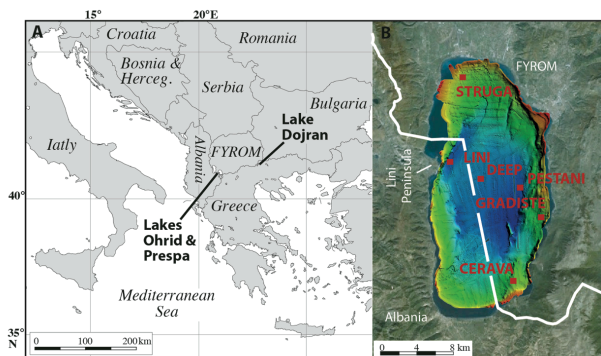 A
15°
20°E
Croatia
Romania
Bosnia &
Herceg.
Serbia
Bulgaria
Lake
Dojran
Iatly
Albania
FYROM
40°
Lakes
Ohrid &
Prespa
Greece
Mediterranean
Sea
35°
N
0
100
200 km
B
FYROM
STRUGA
Lini
Peninsula
LINI
DEEP
PESTANI
GRADISTE
CERAVA
Albania
0
4
8 km